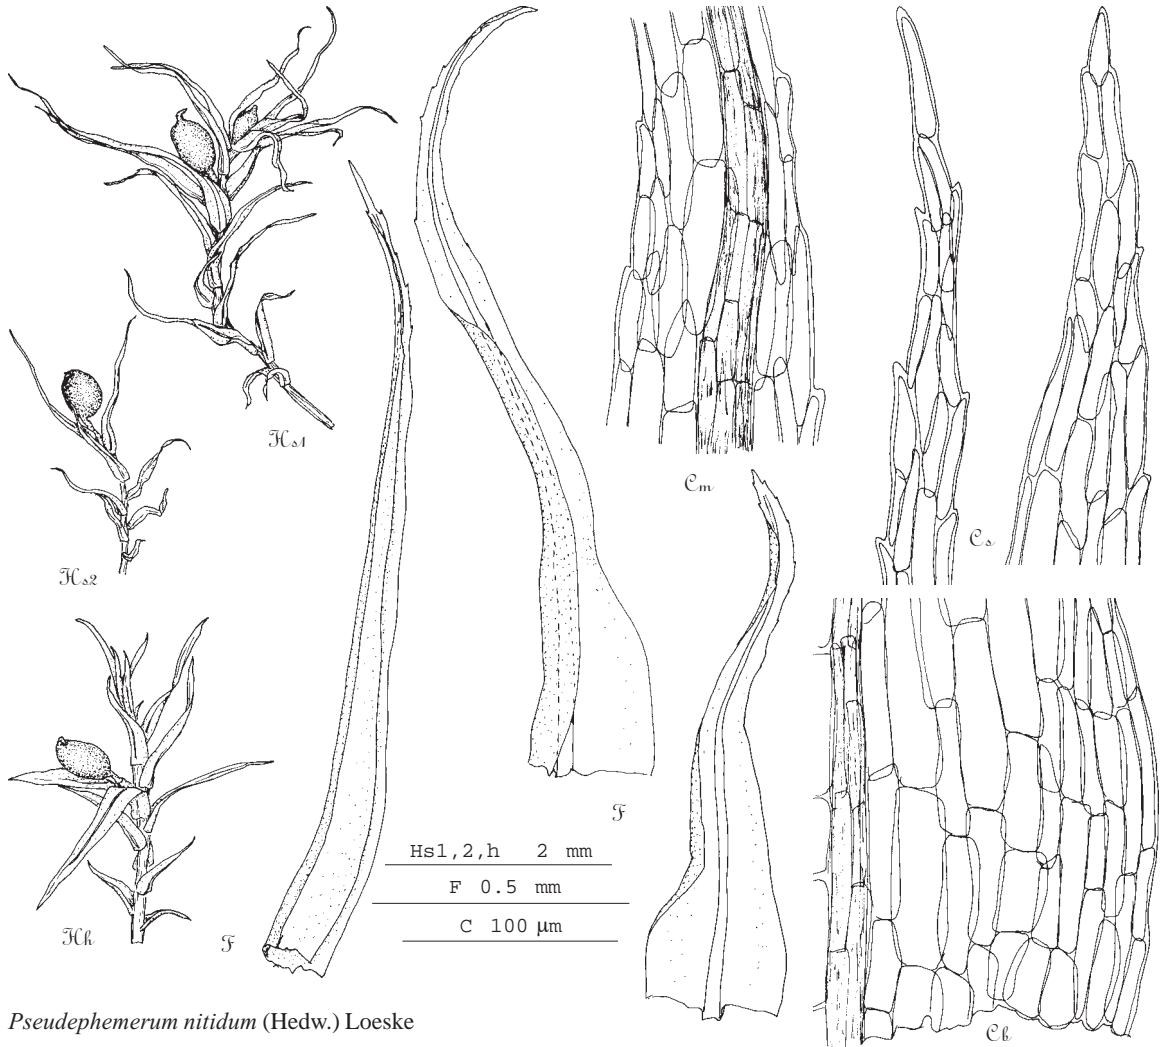 Hs1
Cm
Cs
Hs2
F
Hs1,2,h 2 mm
F 0.5 mm
C 100 µm
Hh
F
Cb
Pseudephemerum nitidum (Hedw.) Loeske